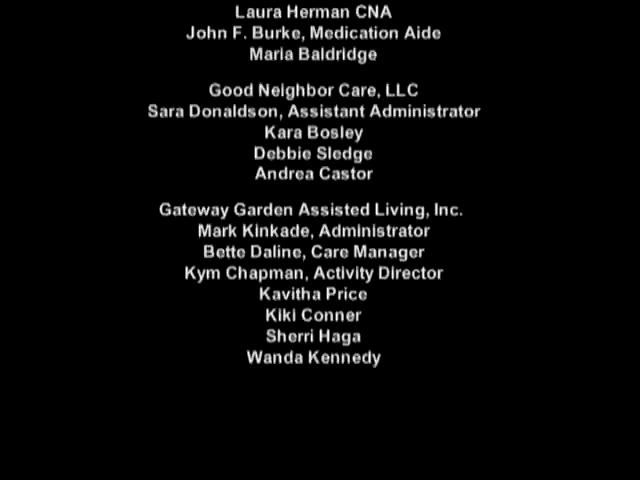 Laura Herman CNA
John F. Burke, Medication Aide
Maria Baldridge
Good Neighbor Care, LLC
Sara Donaldson, Assistant Administrator
Kara Bosley
Debbie Sledge
Andrea Castor
Gateway Garden Assisted Living, Inc.
Mark Kinkade, Administrator
Bette Daline, Care Manager
Kym Chapman, Activity Director
Kavitha Price
Kiki Conner
Sherri Haga
Wanda Kennedy